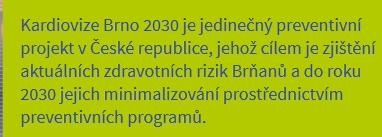 Kardiovize Brno 2030 je jedinečný preventivní
projekt v České republice, jehož cílem je zjištění
aktuálních zdravotních rizik Brňanů a do roku
2030 jejich minimalizování prostřednictvím
preventivních programů.